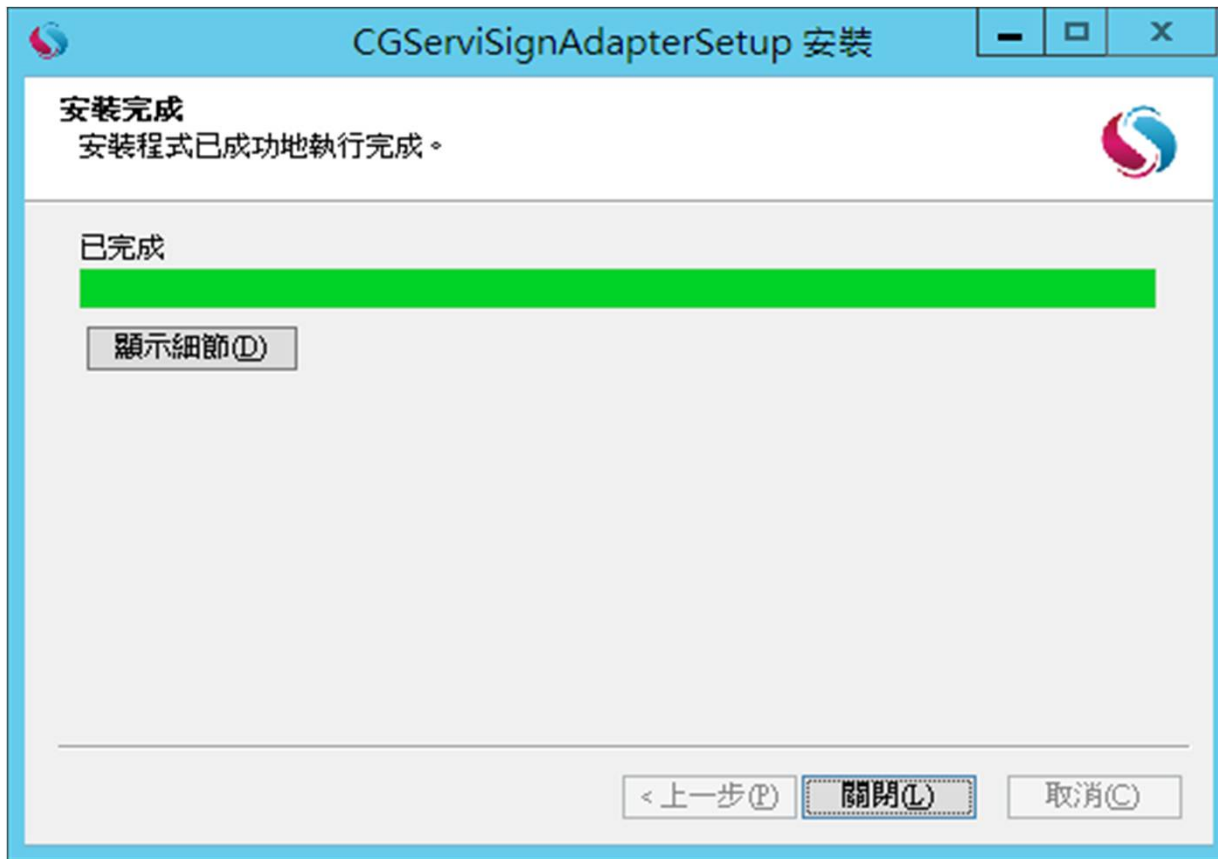 CGServiSignAdapterSetup 安裝
安裝完成
安裝程式已成功地執行完成。
已完成
顯示細節(D)
<上一步(P) 關閉(L) 取消(C)